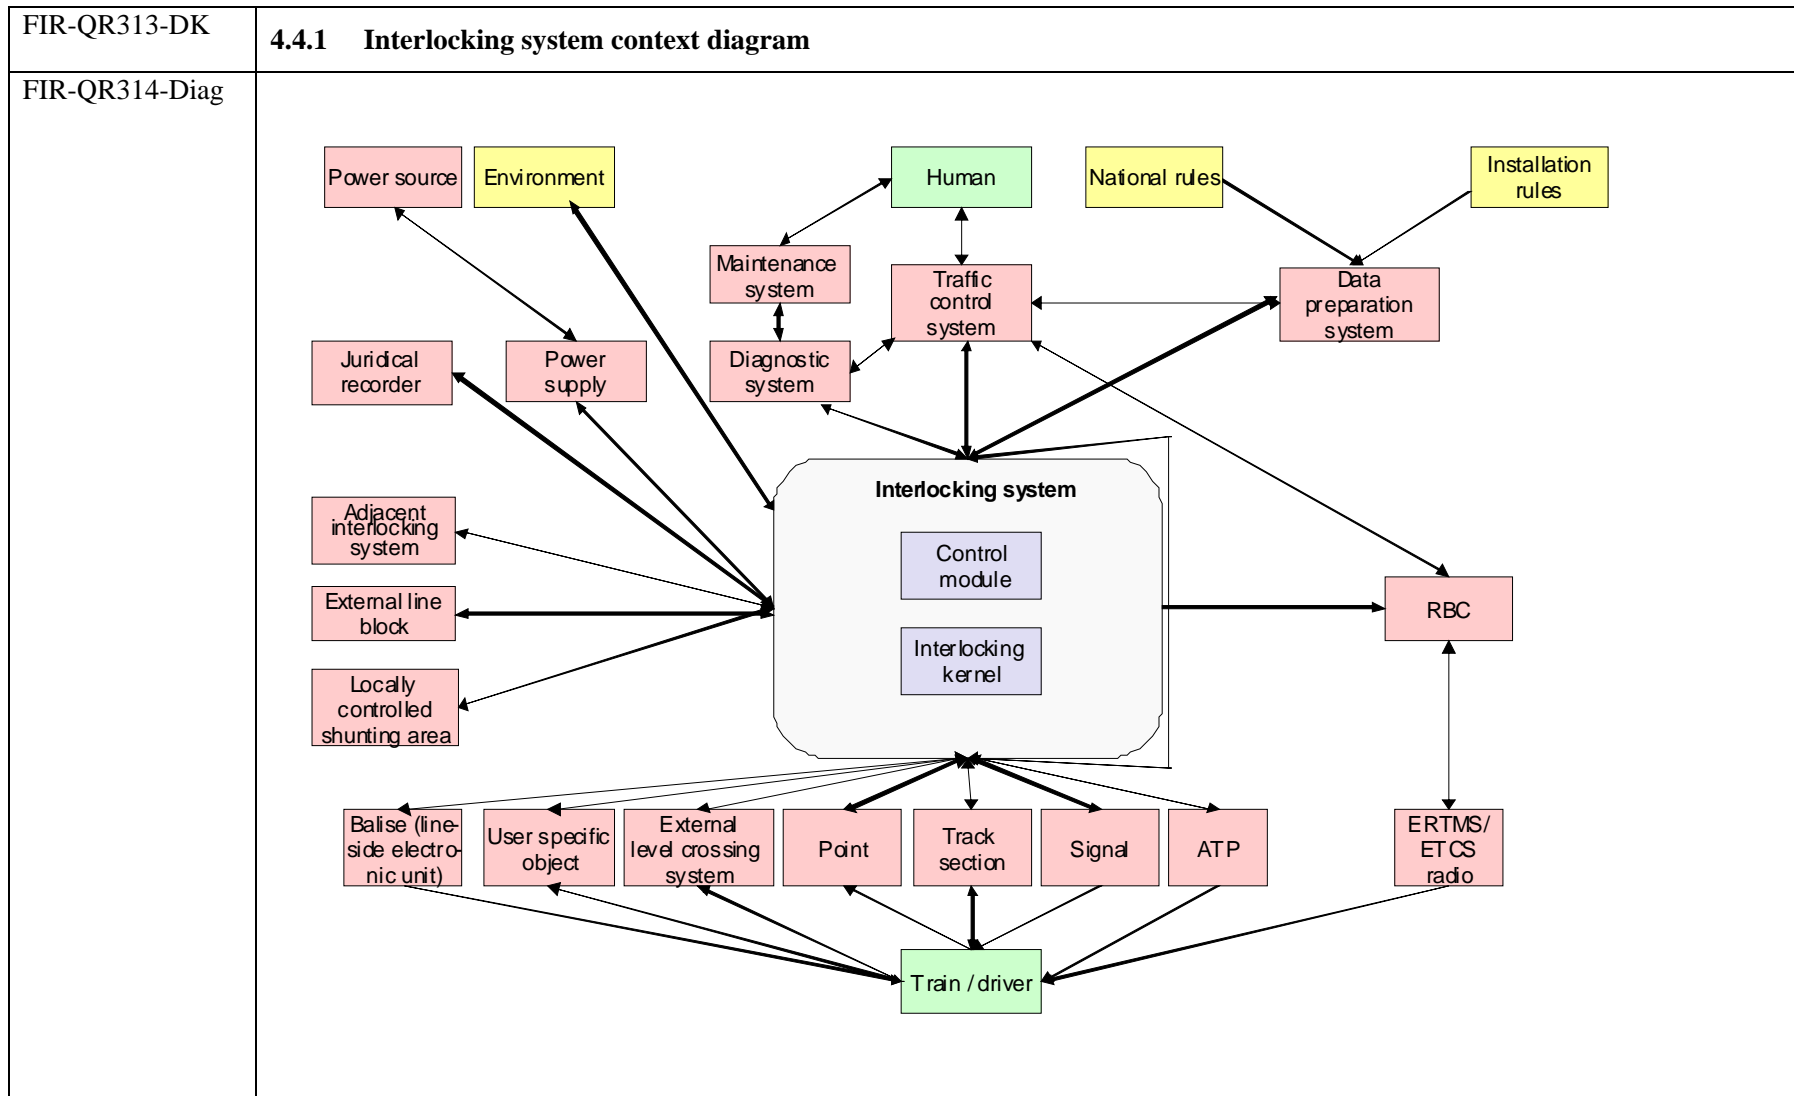 FIR-QR313-DK
4.4.1 Interlocking system context diagram
FIR-QR314-Diag
Power source
Environment
Human
National rules
Installation
rules
Maintenance
system
Traffic
control
system
Data
preparation
system
Juridical
recorder
Power
supply
Diagnostic
system
Interlocking system
Adjacent
interlocking
system
Control
module
External line
block
RBC
Interlocking
kernel
Locally
controlled
shunting area
Balise (line-
side electro-
nic unit)
User specific
object
External
level crossing
system
Point
Track
section
Signal
ATP
ERTMS/
ETCS
radio
Train / driver